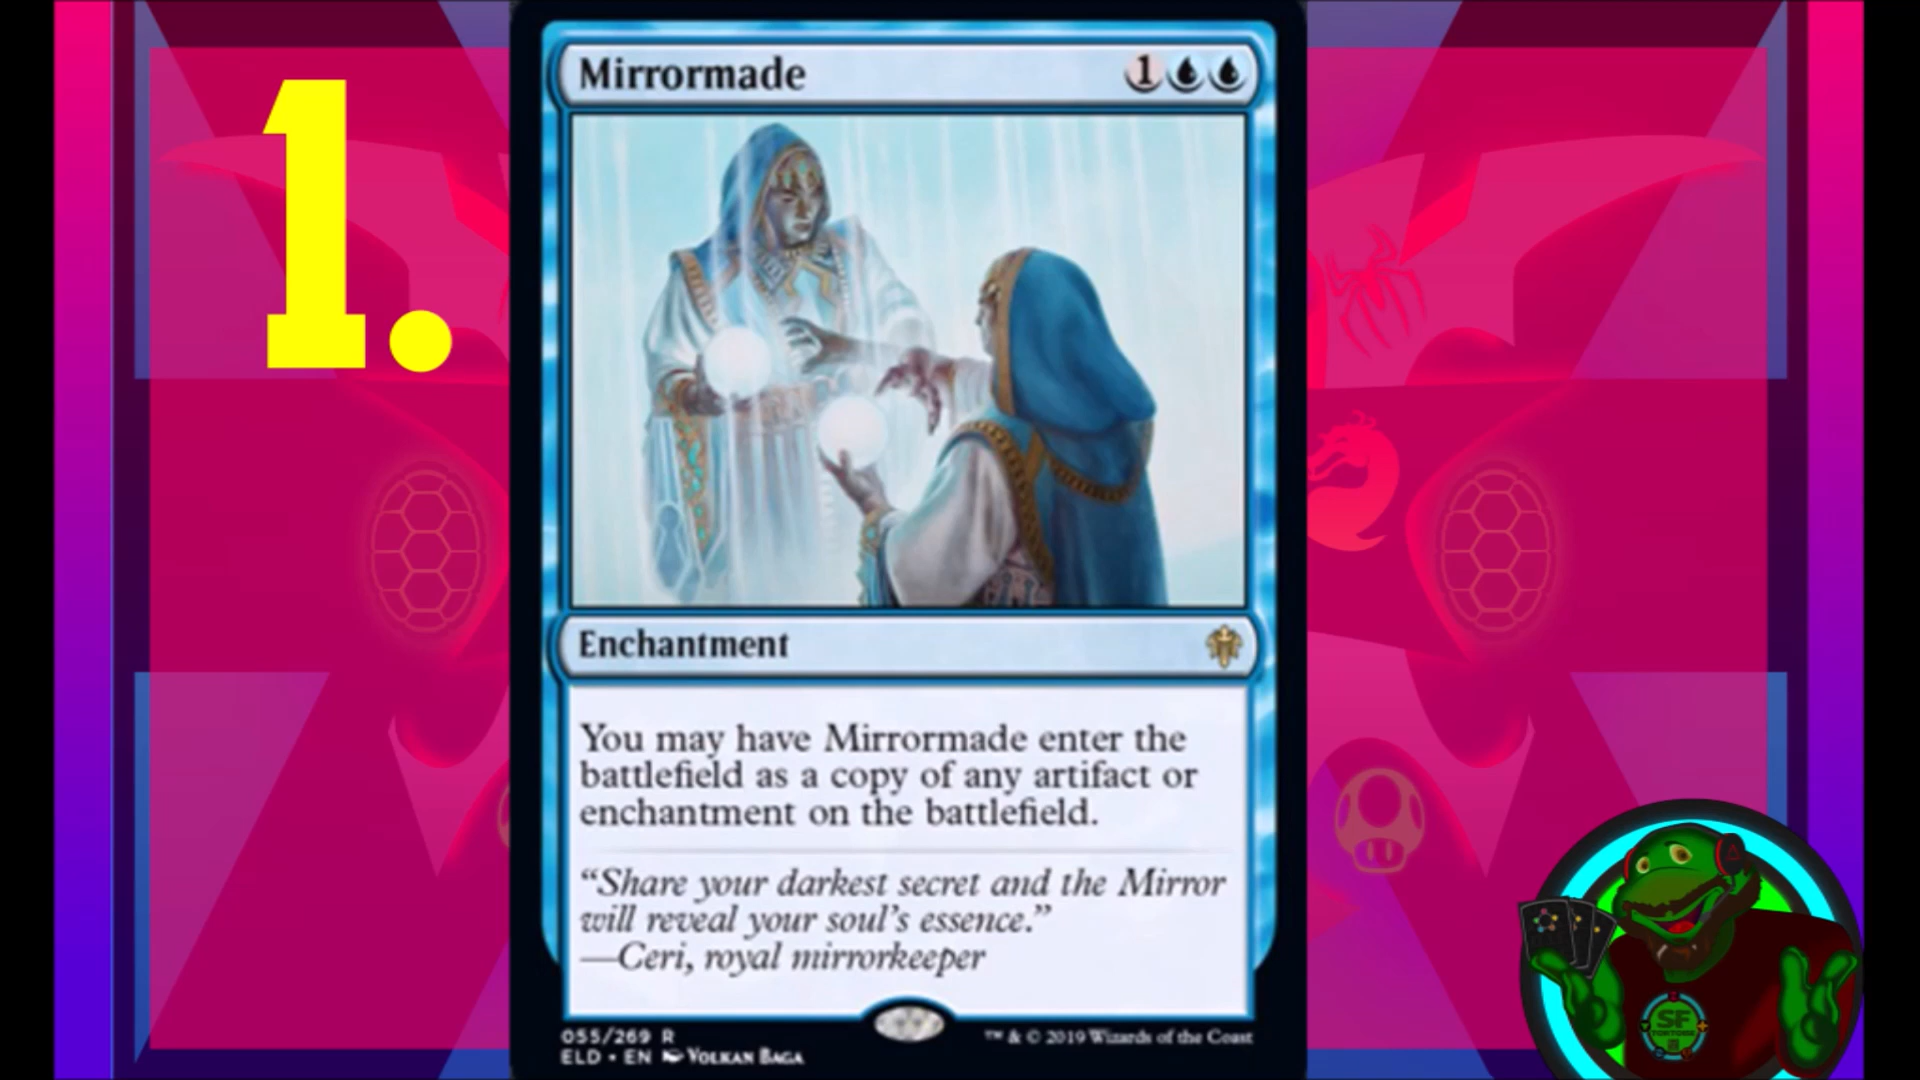 1.
Mirrormade
1
Enchantment
You may have Mirrormade enter the
battlefield as a copy of any artifact or
enchantment on the battlefield.
“Share your darkest secret and the Mirror
will reveal your soul’s essence.”
—Ceri, royal mirrorkeeper
055/269 R
ELD • EN VOLKAN BAGA
™ & © 2019 Wizards of the Coast
SF
TORTOISE